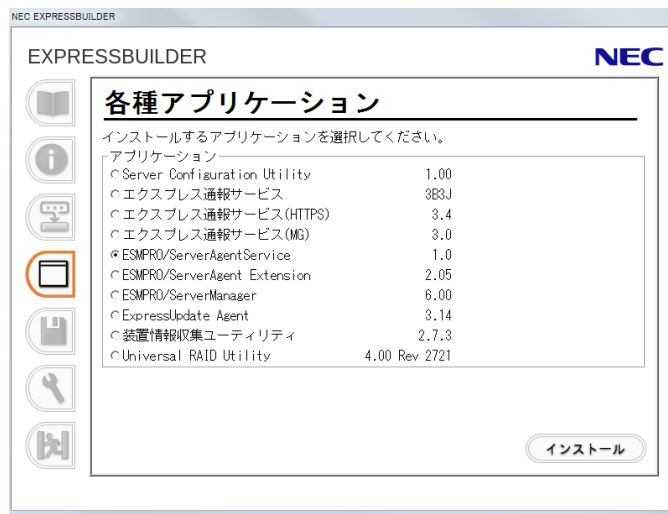 NEC EXPRESSBUILDER
EXPRESSBUILDER
NEC
各種アプリケーション
インストールするアプリケーションを選択してください。
アプリケーション
Server Configuration Utility 1.00
エクスプレス通報サービス 3B3J
エクスプレス通報サービス(HTTPS) 3.4
エクスプレス通報サービス(MG) 3.0
ESMPRO/ServerAgentService 1.0
ESMPRO/ServerAgent Extension 2.05
ESMPRO/ServerManager 6.00
ExpressUpdate Agent 3.14
装置情報収集ユーティリティ 2.7.3
Universal RAID Utility 4.00 Rev 2721
インストール